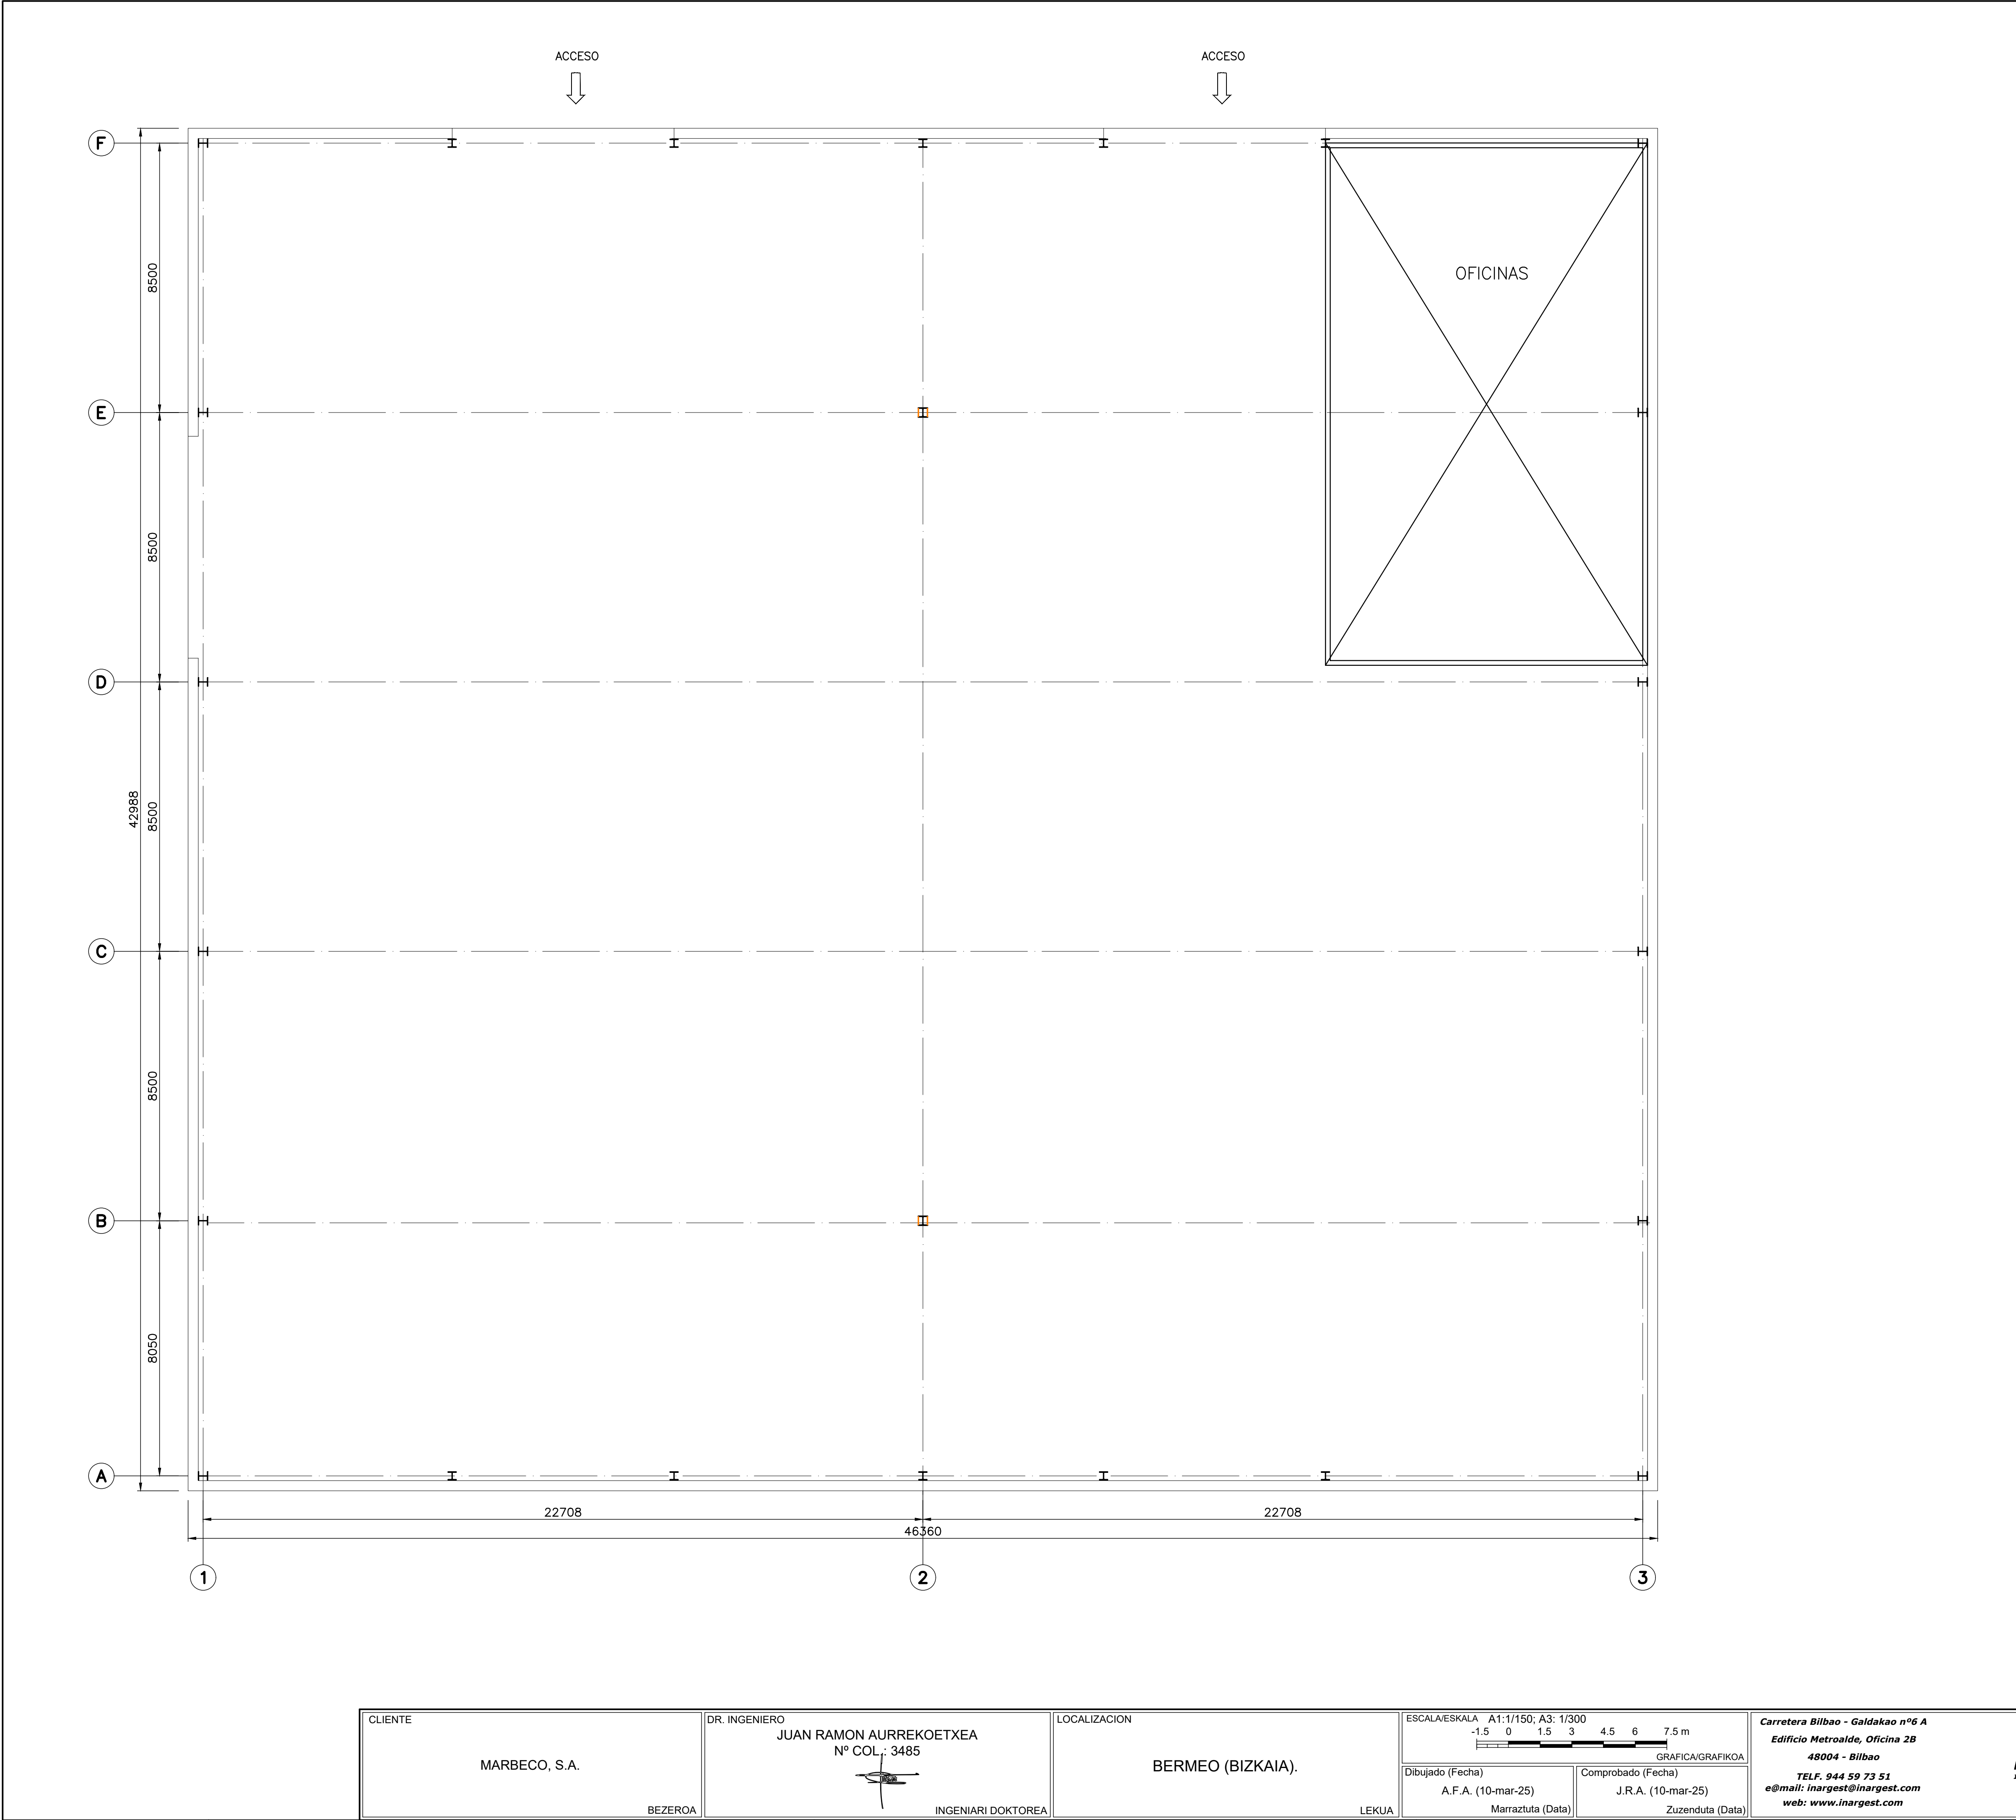 ACCESO
ACCESO
F
8500
OFICINAS
E
8500
D
42988
8500
C
8500
B
8050
A
22708
22708
46360
1
2
3
CLIENTE
MARBECO, S.A.
BEZEROA
DR. INGENIERO
JUAN RAMON AURREKOETXEA
Nº COL.: 3485
INGENIARI DOKTOREA
LOCALIZACION
BERMEO (BIZKAIA).
LEKUA
ESCALA/ESKALA A1:1/150; A3: 1/300
-1.5 0 1.5 3 4.5 6 7.5 m
GRAFICA/GRAFIKOA
Dibujado (Fecha)
A.F.A. (10-mar-25)
Marraztuta (Data)
Comprobado (Fecha)
J.R.A. (10-mar-25)
Zuzenduta (Data)
Carretera Bilbao - Galdakao nº6 A
Edificio Metroalde, Oficina 2B
48004 - Bilbao
TELF. 944 59 73 51
e@mail: inargest@inargest.com
web: www.inargest.com